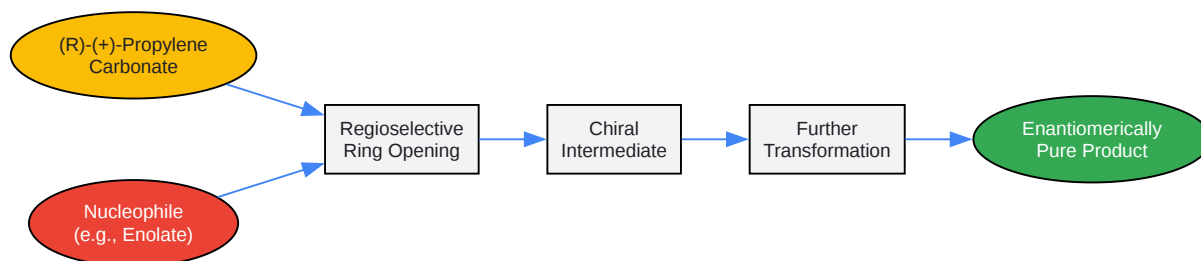 (R)-(+)-Propylene
Carbonate
Nucleophile
(e.g., Enolate)
Regioselective
Ring Opening
Chiral
Intermediate
Further
Transformation
Enantiomerically
Pure Product